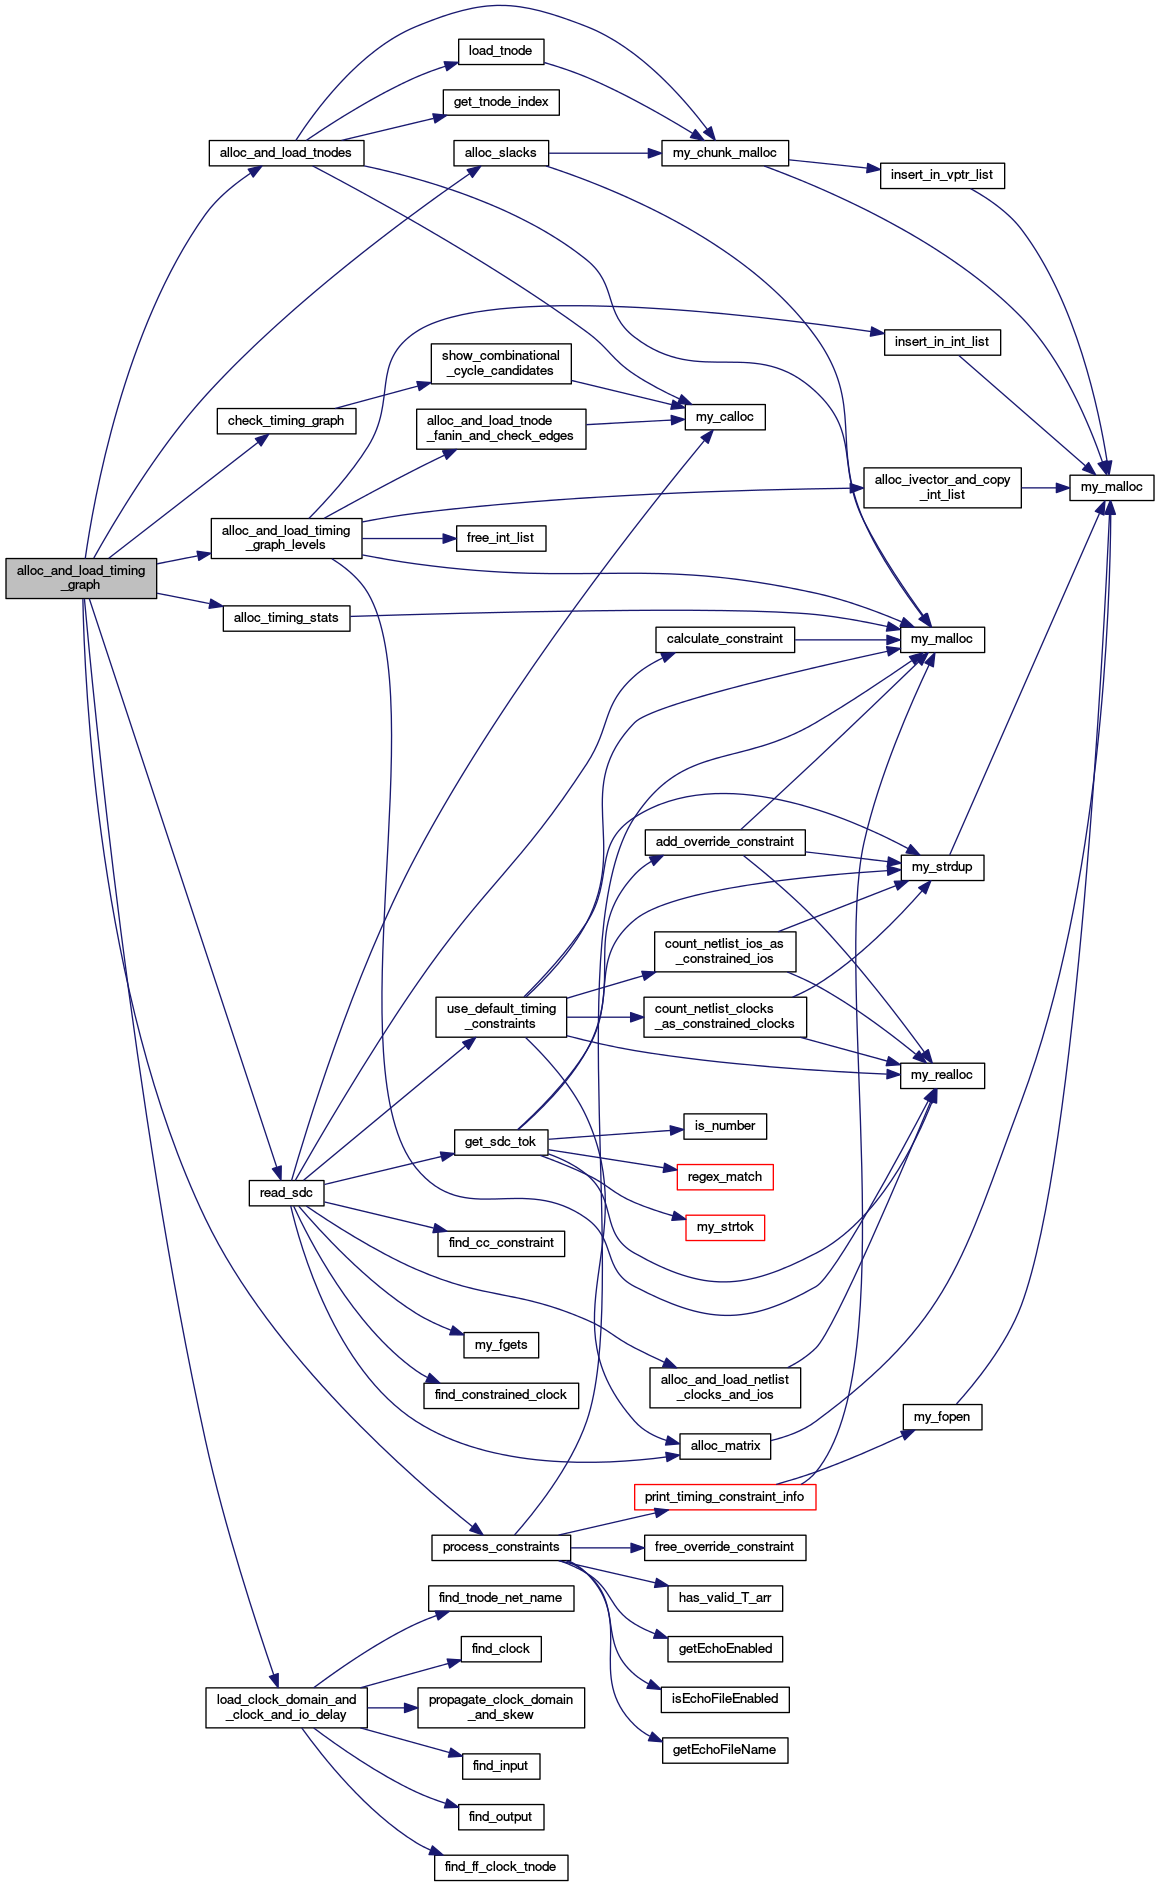 load_tnode
get_tnode_index
alloc_and_load_tnodes
alloc_slacks
my_chunk_malloc
insert_in_vptr_list
insert_in_int_list
show_combinational
_cycle_candidates
check_timing_graph
alloc_and_load_tnode
_fanin_and_check_edges
my_calloc
alloc_ivector_and_copy
_int_list
my_malloc
alloc_and_load_timing
_graph_levels
free_int_list
alloc_and_load_timing
_graph
alloc_timing_stats
calculate_constraint
my_malloc
add_override_constraint
my_strdup
count_netlist_ios_as
_constrained_ios
use_default_timing
_constraints
count_netlist_clocks
_as_constrained_clocks
my_realloc
is_number
get_sdc_tok
regex_match
read_sdc
my_strtok
find_cc_constraint
my_fgets
alloc_and_load_netlist
_clocks_and_ios
find_constrained_clock
my_fopen
alloc_matrix
print_timing_constraint_info
process_constraints
free_override_constraint
find_tnode_net_name
has_valid_T_arr
find_clock
getEchoEnabled
load_clock_domain_and
_clock_and_io_delay
propagate_clock_domain
_and_skew
isEchoFileEnabled
getEchoFileName
find_input
find_output
find_ff_clock_tnode